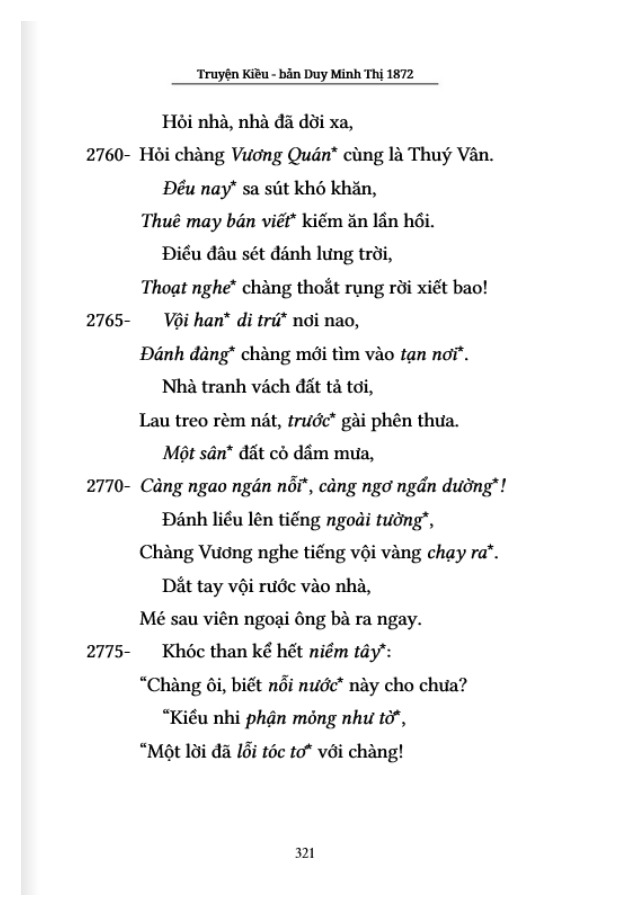 Truyện Kiều - bản Duy Minh Thị 1872
Hỏi nhà, nhà đã dời xa,
2760- Hỏi chàng Vương Quán* cùng là Thuý Vân.
Đều nay* sa sút khó khăn,
Thuê may bán viết* kiếm ăn lần hồi.
Điều đâu sét đánh lưng trời,
Thoạt nghe* chàng thoắt rụng rời xiết bao!
2765- Vội han* di trú* nơi nao,
Đánh đàng* chàng mới tìm vào tạn nơi*.
Nhà tranh vách đất tả tơi,
Lau treo rèm nát, trước* gài phên thưa.
Một sân* đất cỏ dầm mưa,
2770- Càng ngao ngán nỗi*, càng ngơ ngẩn dường*!
Đánh liều lên tiếng ngoài tường*,
Chàng Vương nghe tiếng vội vàng chạy ra*.
Dắt tay vội rước vào nhà,
Mé sau viên ngoại ông bà ra ngay.
2775- Khóc than kể hết niềm tây*:
“Chàng ôi, biết nỗi nước* này cho chưa?
“Kiều nhi phận mỏng như tờ*,
“Một lời đã lỗi tóc tơ* với chàng!
321